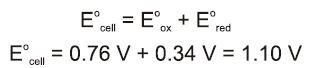 E°cell = E°ox + E°red
E°cell = 0.76 V + 0.34 V = 1.10 V